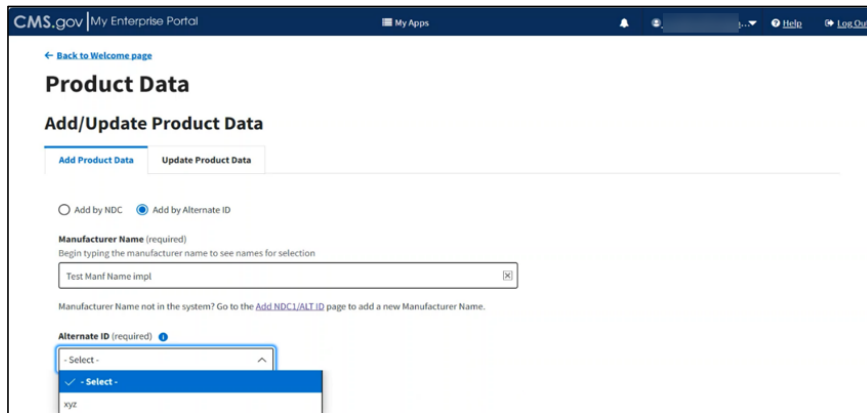 CMS.gov My Enterprise Portal My Apps ...▾ Help Log Out
← Back to Welcome page
Product Data
Add/Update Product Data
Add Product Data Update Product Data
Add by NDC Add by Alternate ID
Manufacturer Name (required)
Begin typing the manufacturer name to see names for selection
Test Manf Name impl
Manufacturer Name not in the system? Go to the Add NDC1/ALT ID page to add a new Manufacturer Name.
Alternate ID (required)
- Select -
✓ - Select -
xyz